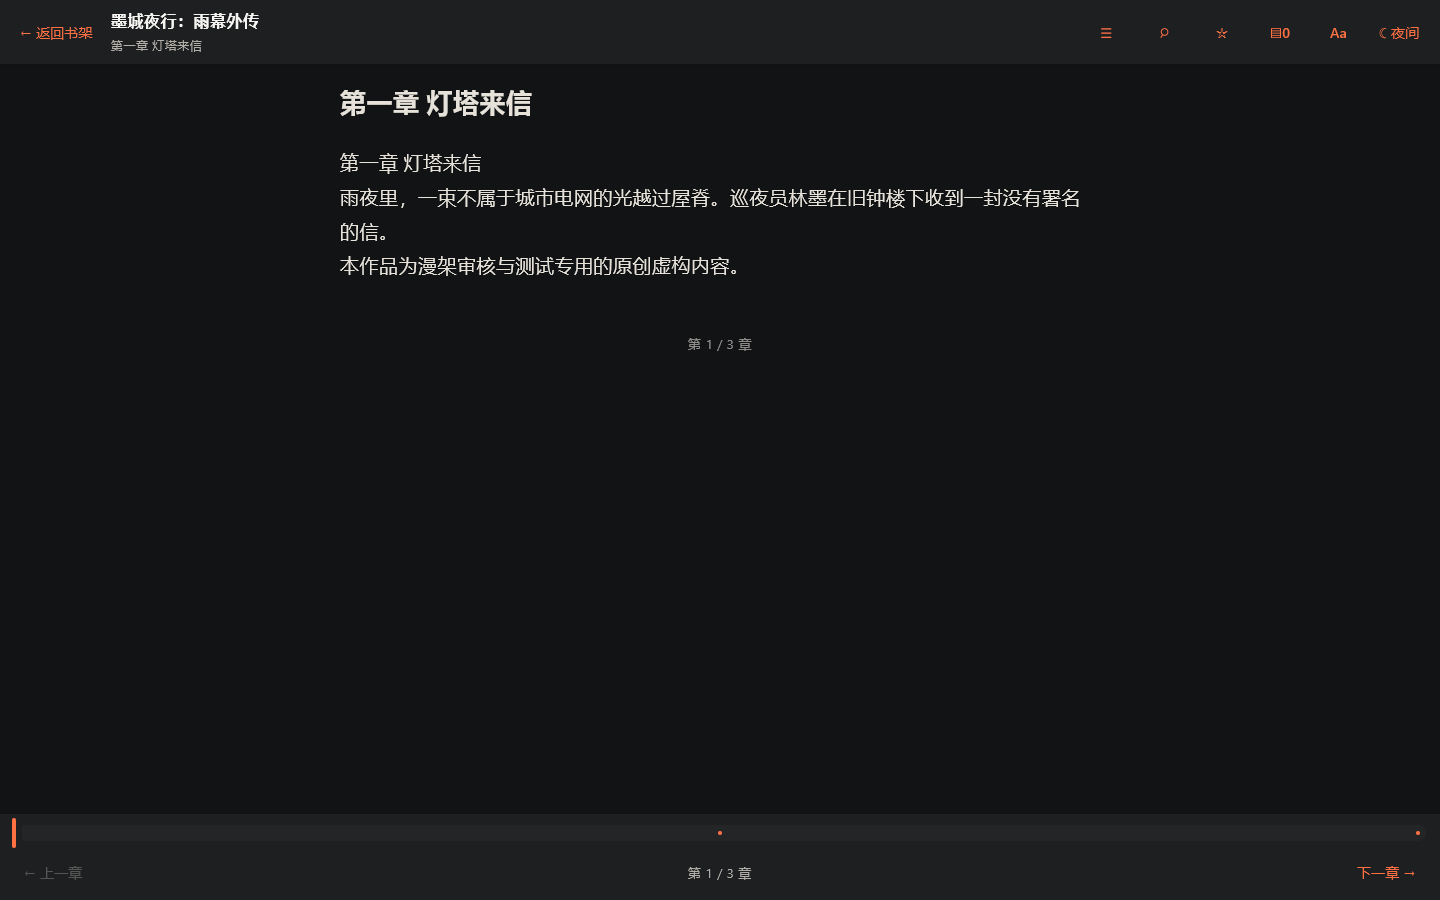 ← 返回书架
墨城夜行：雨幕外传
第一章 灯塔来信
☰
⌕
☆
▤0
Aa
☾夜间
第一章 灯塔来信
第一章 灯塔来信
雨夜里，一束不属于城市电网的光越过屋脊。巡夜员林墨在旧钟楼下收到一封没有署名
的信。
本作品为漫架审核与测试专用的原创虚构内容。
第 1 / 3 章
← 上一章
第 1 / 3 章
下一章 →